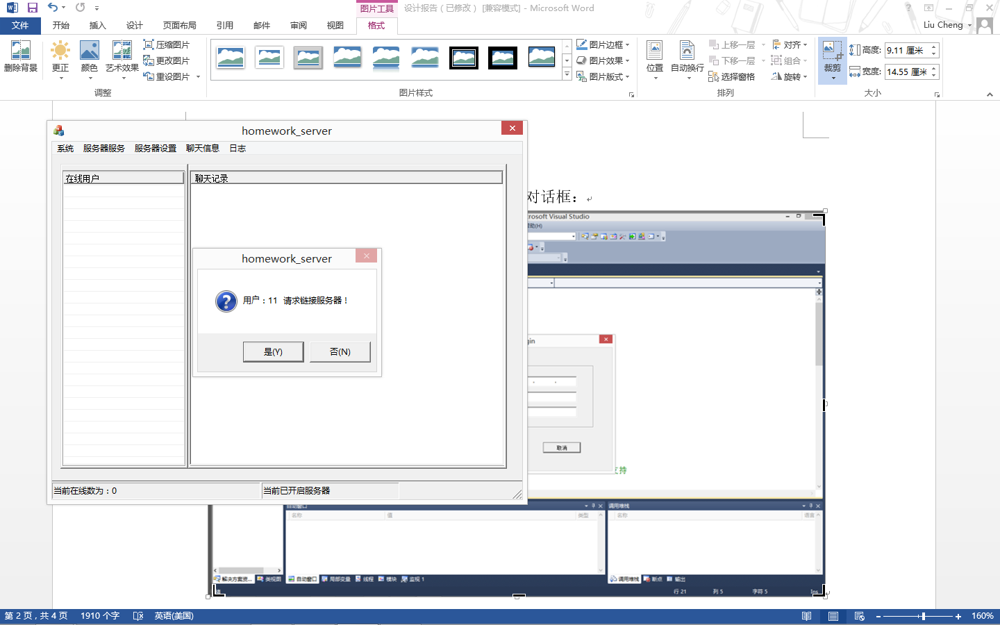 图片工具
设计报告（已修改）[兼容模式] - Microsoft Word
文件 开始 插入 设计 页面布局 引用 邮件 审阅 视图 格式
Liu Cheng
删除背景 更正 颜色 艺术效果
压缩图片
更改图片
重设图片
图片边框
图片效果
图片版式
位置 自动换行
上移一层
下移一层
选择窗格
对齐
组合
旋转
裁剪
高度: 9.11 厘米
宽度: 14.55 厘米
调整 图片样式 排列 大小
homework_server
系统 服务器服务 服务器设置 聊天信息 日志
在线用户 聊天记录
homework_server
用户：11 请求链接服务器！
是(Y) 否(N)
当前在线数为：0 当前已开启服务器
对话框：
rosoft Visual Studio
助(H)
gin
取消
支持
自动窗口
名称 值 类型
调用堆栈
名称 语言
解决方案资... 类视图
自动窗口 局部变量 线程 模块 监视 1
调用堆栈 断点 输出
行 21 列 5 字符 5 Ins
第 2 页，共 4 页 1910 个字 英语(美国) 160%